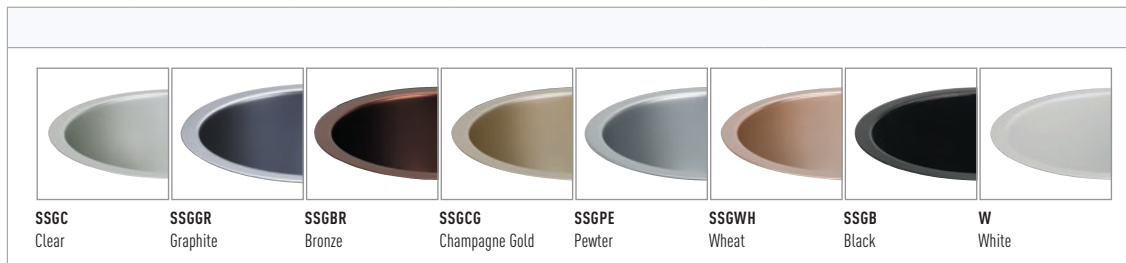 SSGC SSGGR SSGBR SSGCG SSGPE SSGWH SSGB W
Clear Graphite Bronze Champagne Gold Pewter Wheat Black White